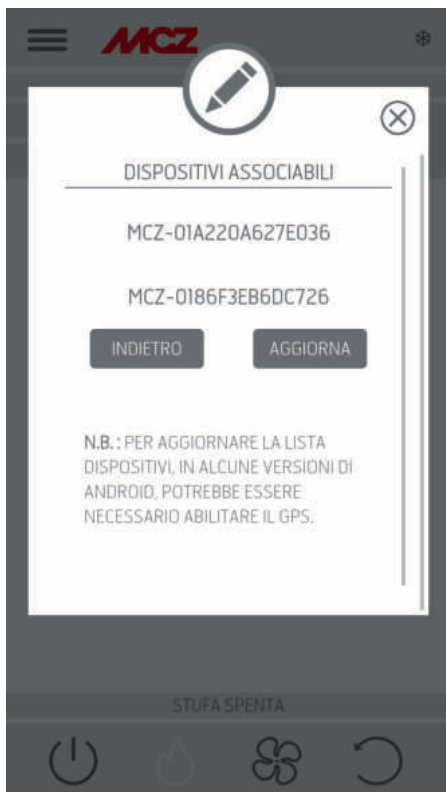 MCZ
DISPOSITIVI ASSOCIABILI
MCZ-01A220A627E036
MCZ-0186F3EB6DC726
INDIETRO
AGGIORNA
N.B. : PER AGGIORNARE LA LISTA
DISPOSITIVI, IN ALCUNE VERSIONI DI
ANDROID, POTREBBE ESSERE
NECESSARIO ABILITARE IL GPS.
STUFA SPENTA